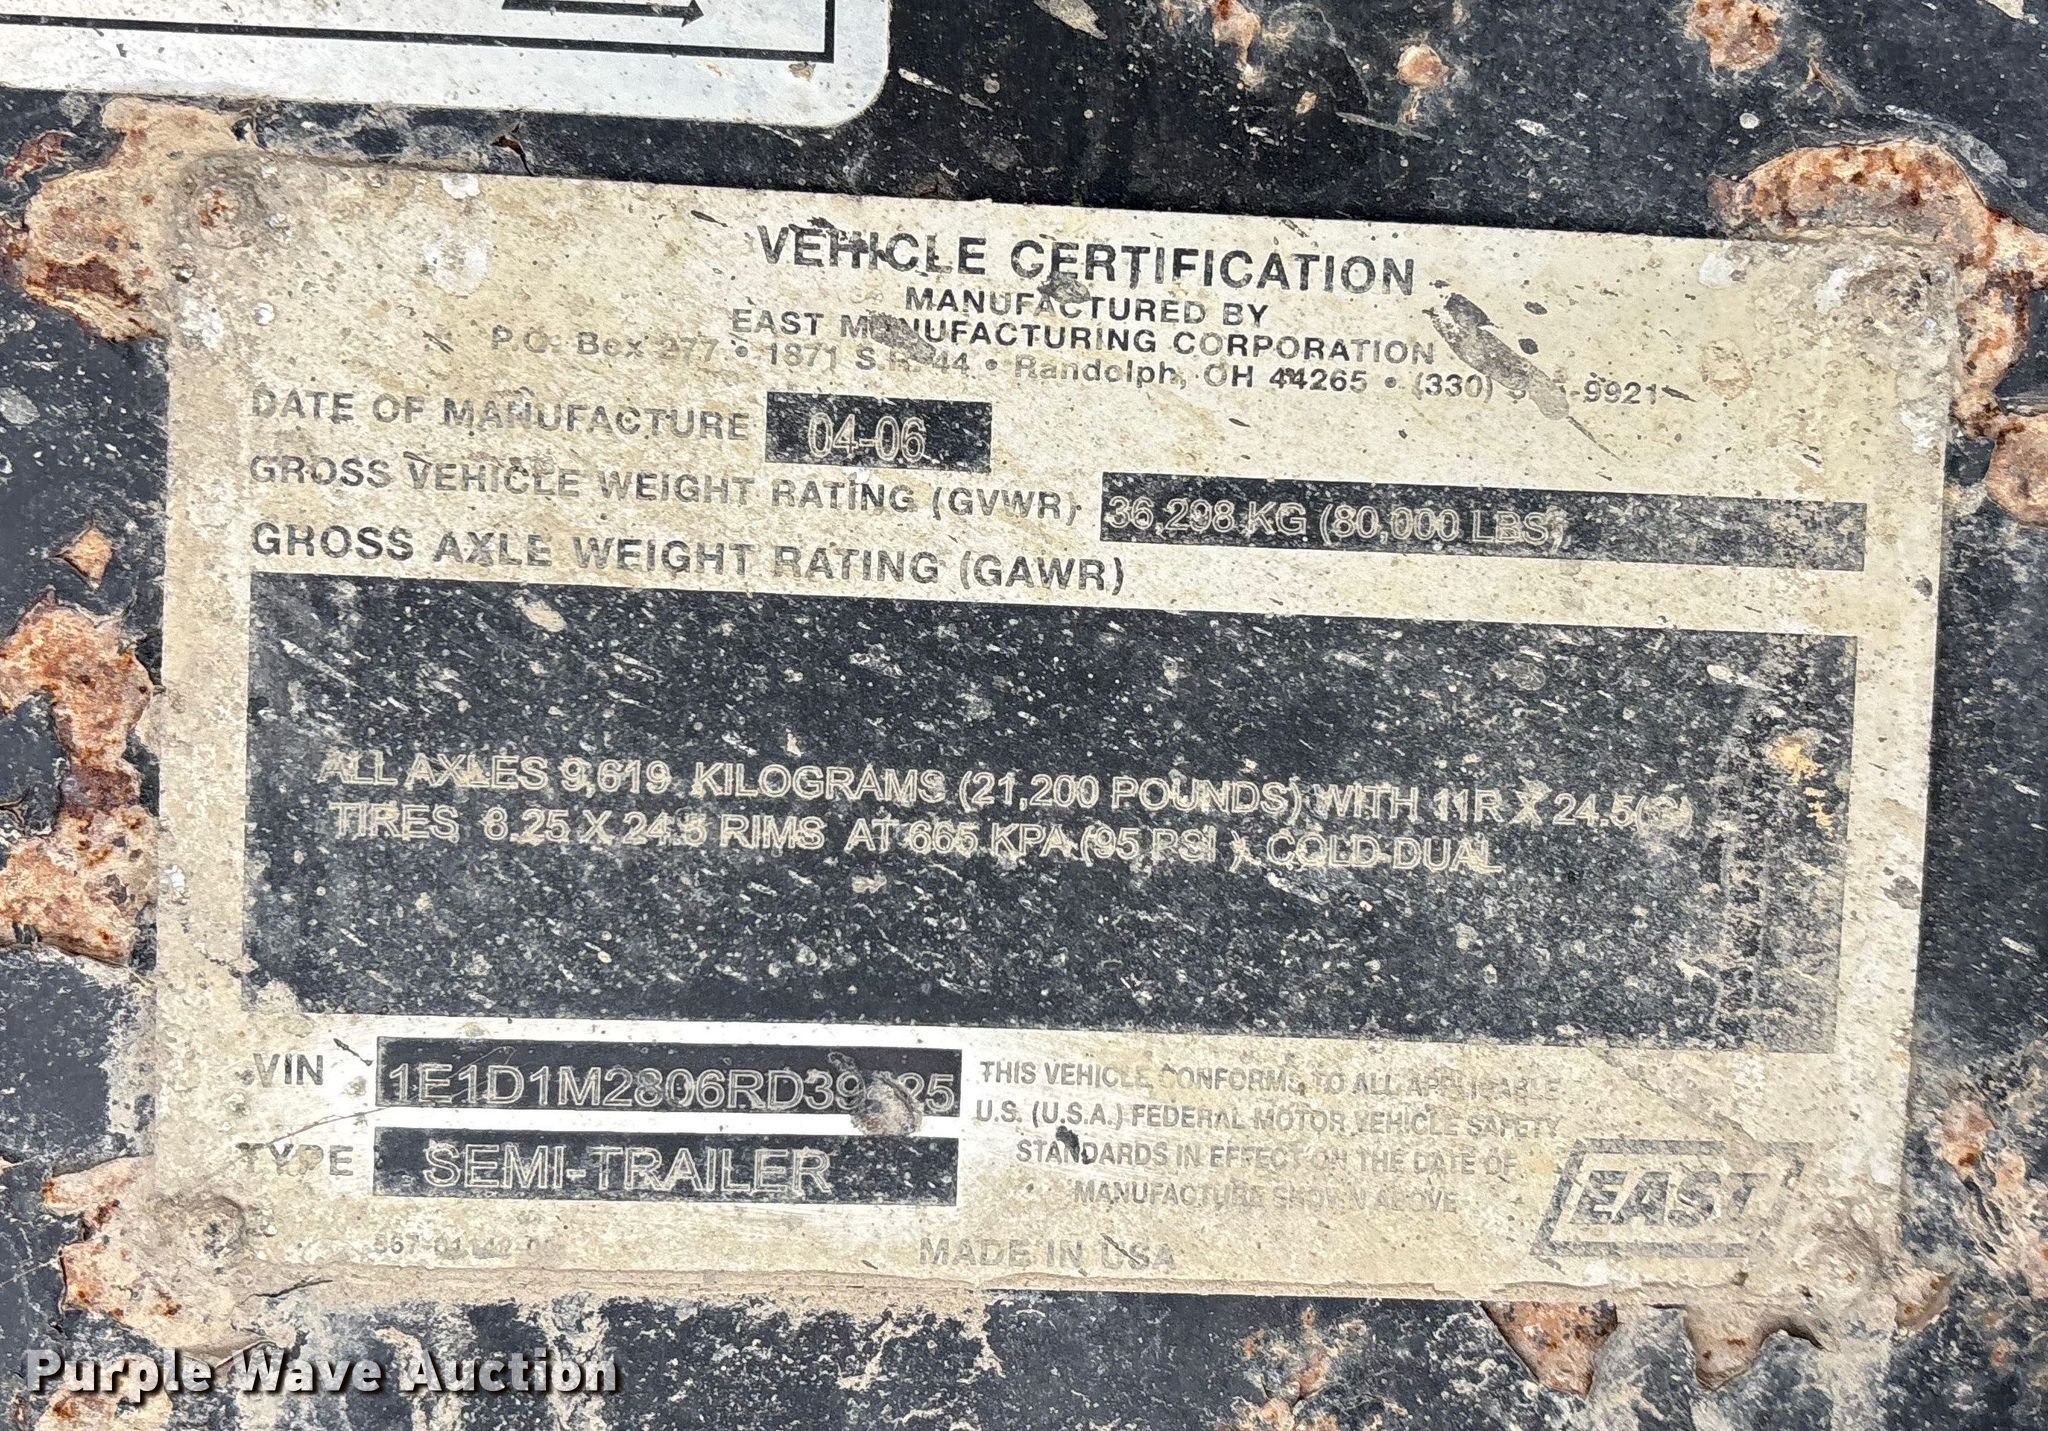 VEHICLE CERTIFICATION
MANUFACTURED BY
EAST MANUFACTURING CORPORATION
P.O. Box 277 • 1871 S.R. 44 • Randolph, OH 44265 • (330)
DATE OF MANUFACTURE 04-06
GROSS VEHICLE WEIGHT RATING (GVWR) 36,298 KG (80,000 LBS)
GROSS AXLE WEIGHT RATING (GAWR)
ALL AXLES 9,619 KILOGRAMS (21,200 POUNDS) WITH 11R X 24.5(G)
TIRES 8.25 X 24.5 RIMS AT 665 KPA (95 PSI ) COLD DUAL
VIN
TYPE SEMI-TRAILER
THIS VEHICLE CONFORMS TO ALL APPLICABLE
U.S. (U.S.A.) FEDERAL MOTOR VEHICLE SAFETY
STANDARDS IN EFFECT ON THE DATE OF
MANUFACTURE SHOWN ABOVE
EAST
MADE IN USA
Purple Wave Auction